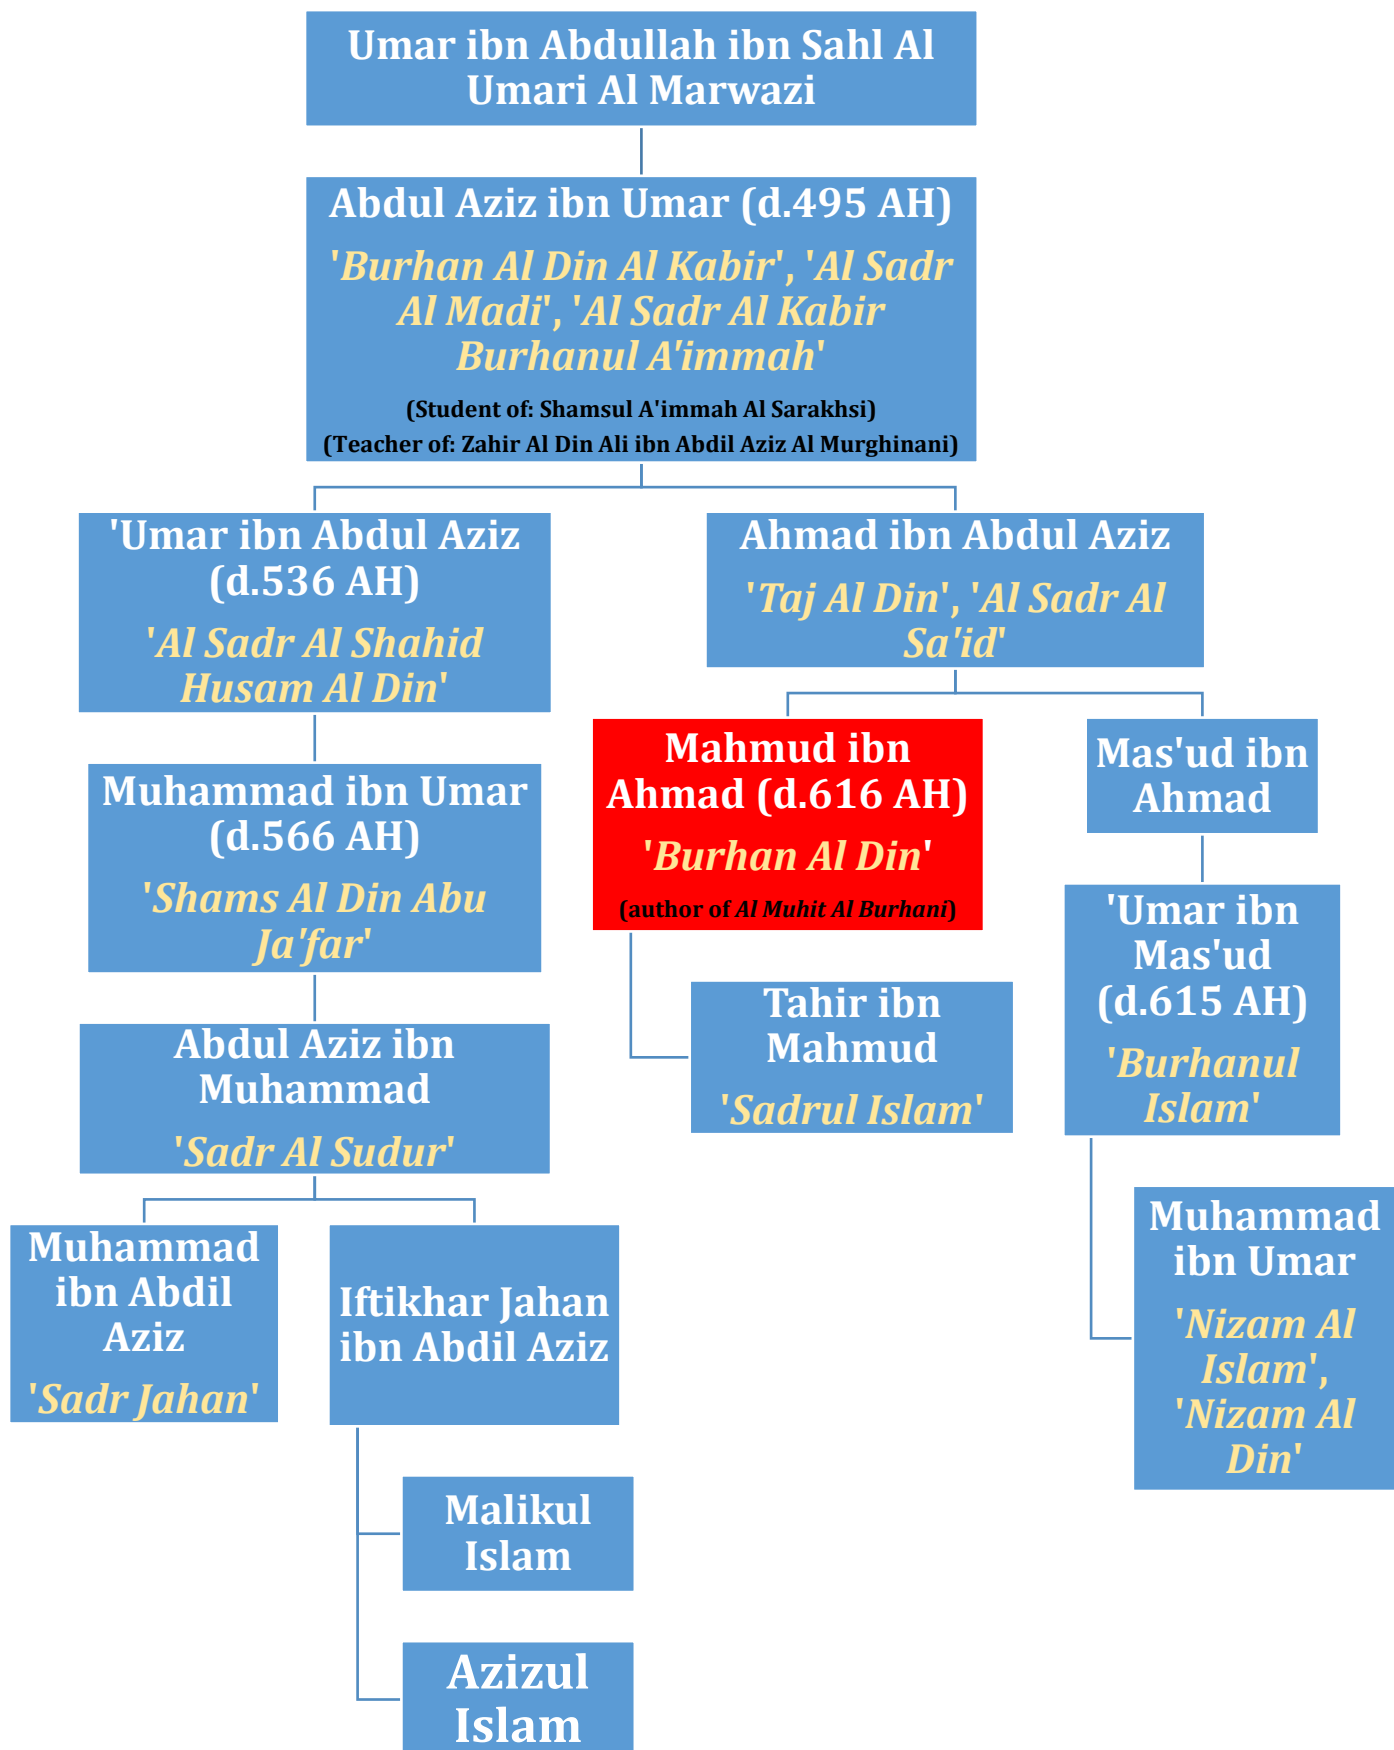 Umar ibn Abdullah ibn Sahl Al
Umari Al Marwazi
Abdul Aziz ibn Umar (d.495 AH)
'Burhan Al Din Al Kabir', 'Al Sadr
Al Madi', 'Al Sadr Al Kabir
Burhanul A'immah'
(Student of: Shamsul A'immah Al Sarakhsi)
(Teacher of: Zahir Al Din Ali ibn Abdil Aziz Al Murghinani)
'Umar ibn Abdul Aziz
(d.536 AH)
'Al Sadr Al Shahid
Husam Al Din'
Ahmad ibn Abdul Aziz
'Taj Al Din', 'Al Sadr Al
Sa'id'
Muhammad ibn Umar
(d.566 AH)
'Shams Al Din Abu
Ja'far'
Mahmud ibn
Ahmad (d.616 AH)
'Burhan Al Din'
(author of Al Muhit Al Burhani)
Mas'ud ibn
Ahmad
'Umar ibn
Mas'ud
(d.615 AH)
'Burhanul
Islam'
Tahir ibn
Mahmud
'Sadrul Islam'
Abdul Aziz ibn
Muhammad
'Sadr Al Sudur'
Muhammad
ibn Abdil
Aziz
'Sadr Jahan'
Iftikhar Jahan
ibn Abdil Aziz
Muhammad
ibn Umar
'Nizam Al
Islam',
'Nizam Al
Din'
Malikul
Islam
Azizul
Islam